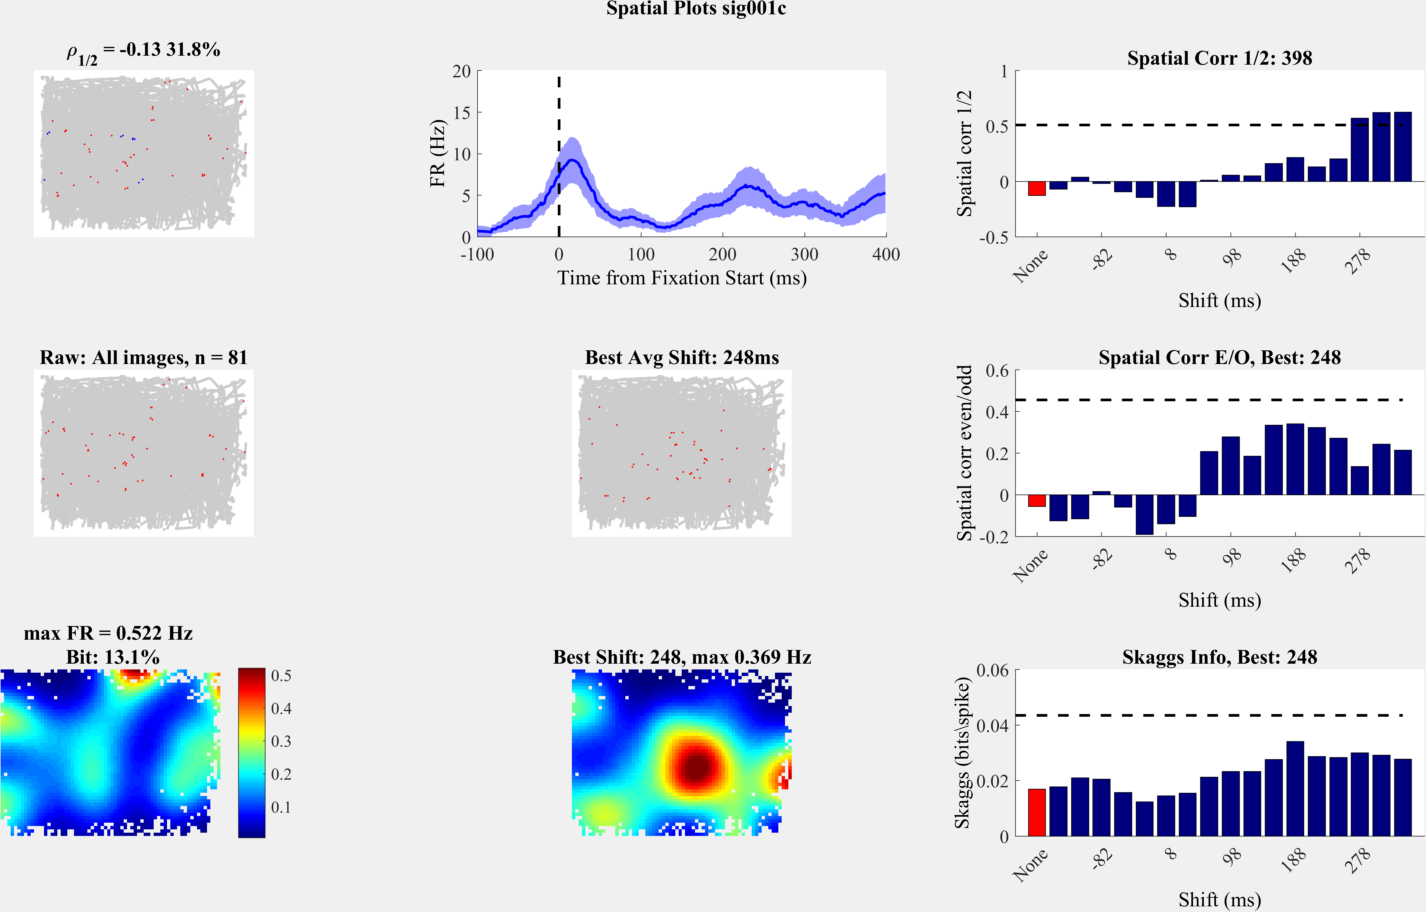 Spatial Plots sig001c
ρ1/2 = -0.13 31.8%
20
15
10
5
0
FR (Hz)
-100 0 100 200 300 400
Time from Fixation Start (ms)
Spatial Corr 1/2: 398
1
0.5
0
-0.5
Spatial corr 1/2
None -82 8 98 188 278
Shift (ms)
Raw: All images, n = 81
Best Avg Shift: 248ms
Spatial Corr E/O, Best: 248
0.6
0.4
0.2
0
-0.2
Spatial corr even/odd
None -82 8 98 188 278
Shift (ms)
max FR = 0.522 Hz
Bit: 13.1%
0.5
0.4
0.3
0.2
0.1
Best Shift: 248, max 0.369 Hz
Skaggs Info, Best: 248
0.06
0.04
0.02
0
Skaggs (bits\spike)
None -82 8 98 188 278
Shift (ms)